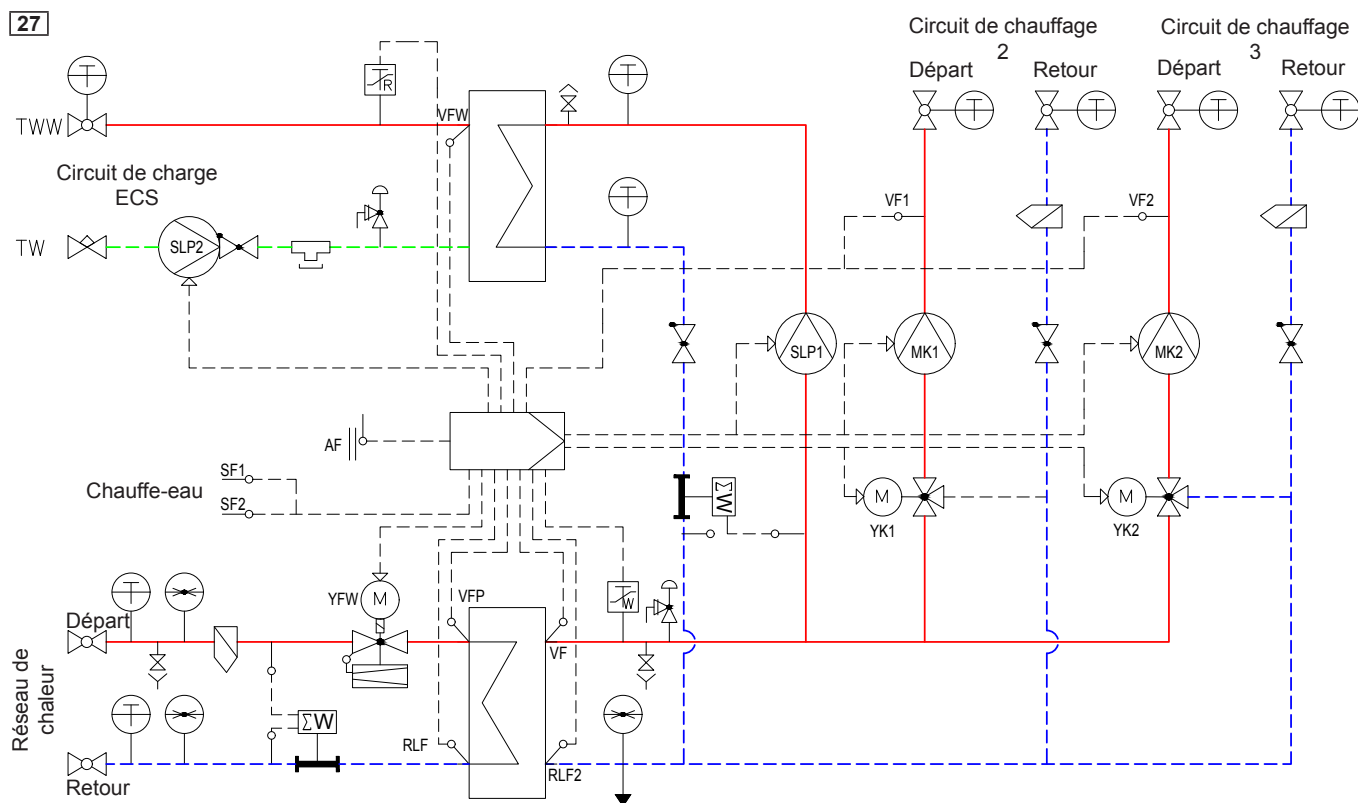 27
Circuit de chauffage
2
Circuit de chauffage
3
Départ
Retour
Départ
Retour
T
R
T
T
T
T
T
T
TWW
VFW
Circuit de charge
ECS
T
VF1
VF2
TW
SLP2
SLP1
MK1
MK2
AF
SF1
Chauffe-eau
SF2
ΣW
M
M
YK1
YK2
T
YFW
M
VFP
W
Départ
VF
Réseau de
chaleur
T
ΣW
RLF
RLF2
Retour